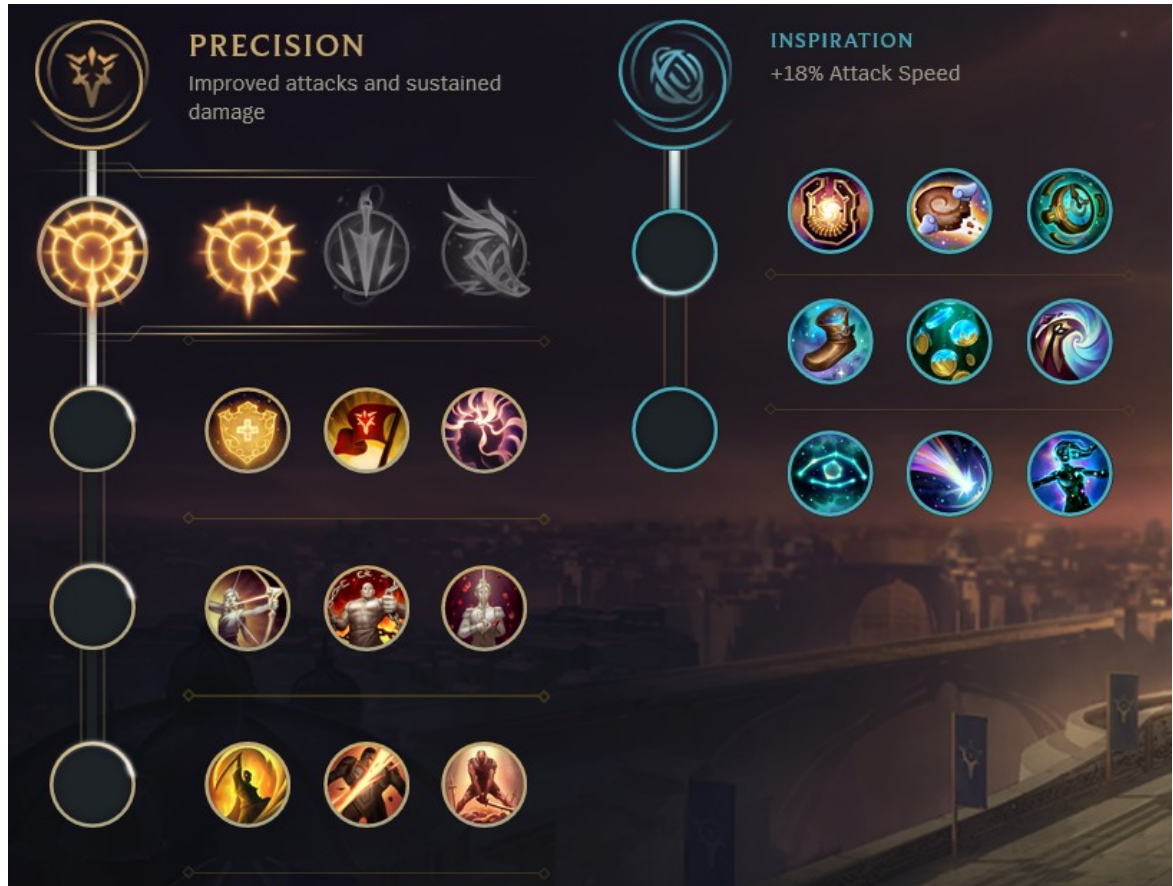 PRECISION
Improved attacks and sustained
damage
INSPIRATION
+18% Attack Speed